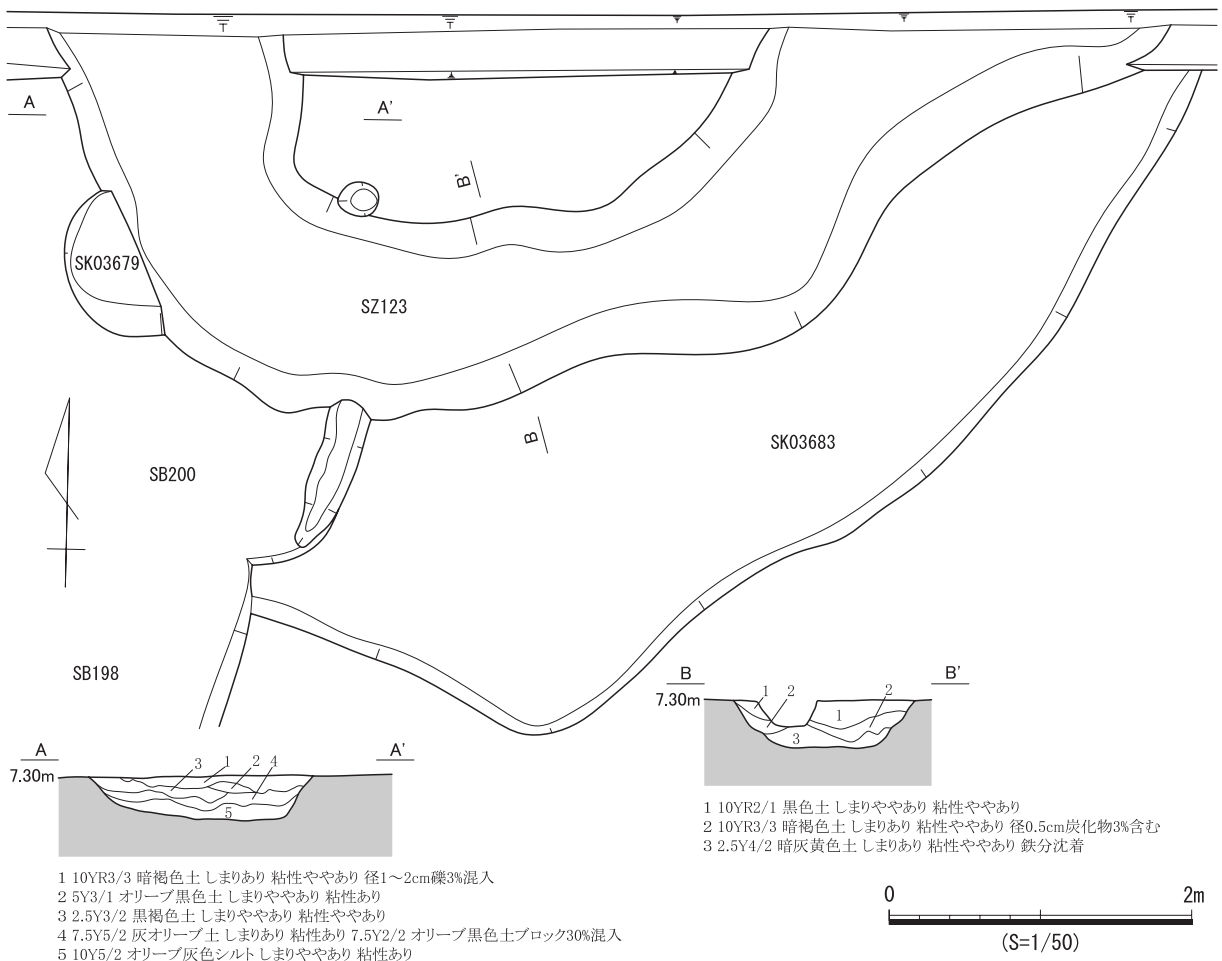 A
A'
B'
SK03679
SZ123
B
SK03683
SB200
SB198
B
B'
7.30m
1
2
2
1
3
A
A'
7.30m
3
1
2
4
5
1 10YR2/1 黒色土 しまりややあり 粘性ややあり
2 10YR3/3 暗褐色土 しまりあり 粘性ややあり 径0.5cm炭化物3%含む
3 2.5Y4/2 暗灰黄色土 しまりあり 粘性ややあり 鉄分沈着
1 10YR3/3 暗褐色土 しまりあり 粘性ややあり 径1~2cm礫3%混入
2 5Y3/1 オリーブ黒色土 しまりややあり 粘性あり
3 2.5Y3/2 黒褐色土 しまりややあり 粘性ややあり
4 7.5Y5/2 灰オリーブ土 しまりあり 粘性あり 7.5Y2/2 オリーブ黒色土ブロック30%混入
5 10Y5/2 オリーブ灰色シルト しまりややあり 粘性あり
0
2m
(S=1/50)